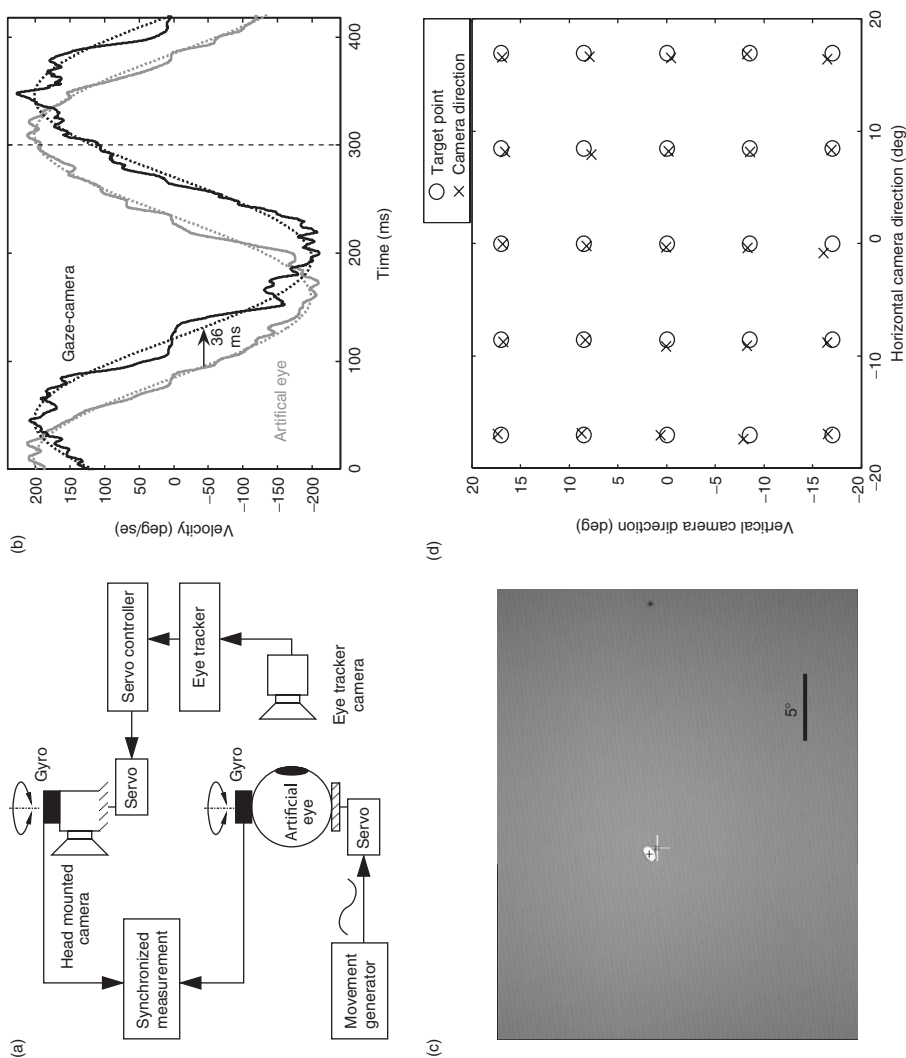 (a)
Gyro
Head mounted
camera
Servo
Servo controller
Synchronized
measurement
Eye tracker
Gyro
Artificial
eye
Movement
generator
Servo
Eye tracker
camera
(b)
Velocity (deg/se)
200
150
100
50
0
−50
−100
−150
−200
Gaze-camera
36
ms
Artifical eye
0
100
200
300
400
Time (ms)
(c)
5°
(d)
Vertical camera direction (deg)
20
15
10
5
0
−5
−10
−15
−20
Target point
Camera direction
−20
−10
0
10
20
Horizontal camera direction (deg)